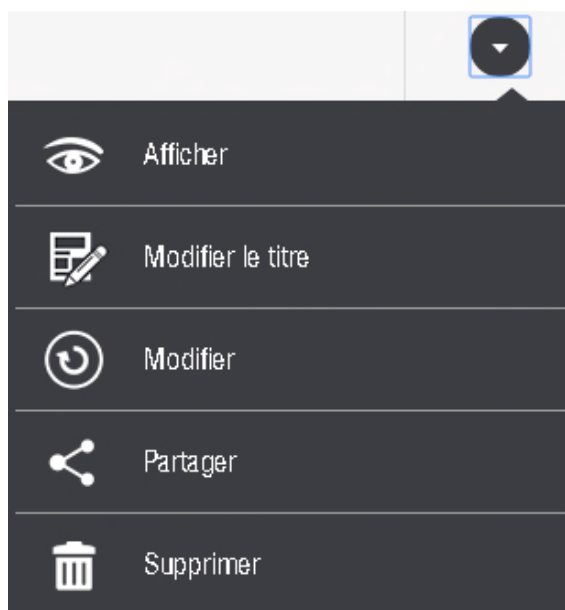 Afficher
Modifier le titre
Modifier
Partager
Supprimer